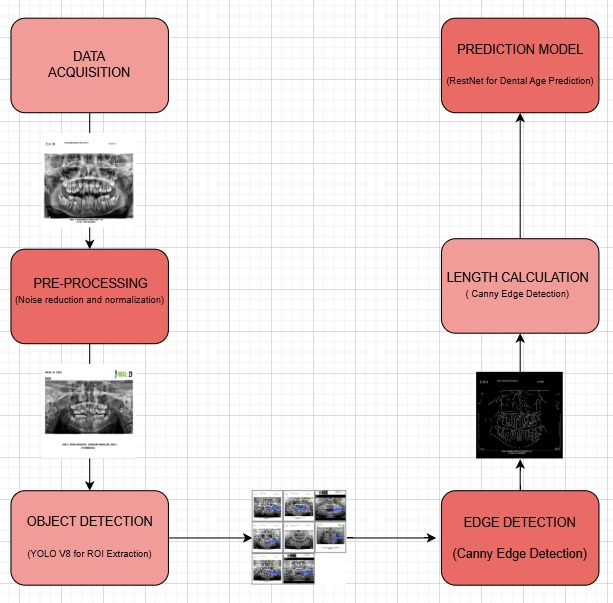 DATA
ACQUISITION
PRE-PROCESSING
(Noise reduction and normalization)
OBJECT DETECTION
(YOLO V8 for ROI Extraction)
EDGE DETECTION
(Canny Edge Detection)
LENGTH CALCULATION
( Canny Edge Detection)
PREDICTION MODEL
(RestNet for Dental Age Prediction)